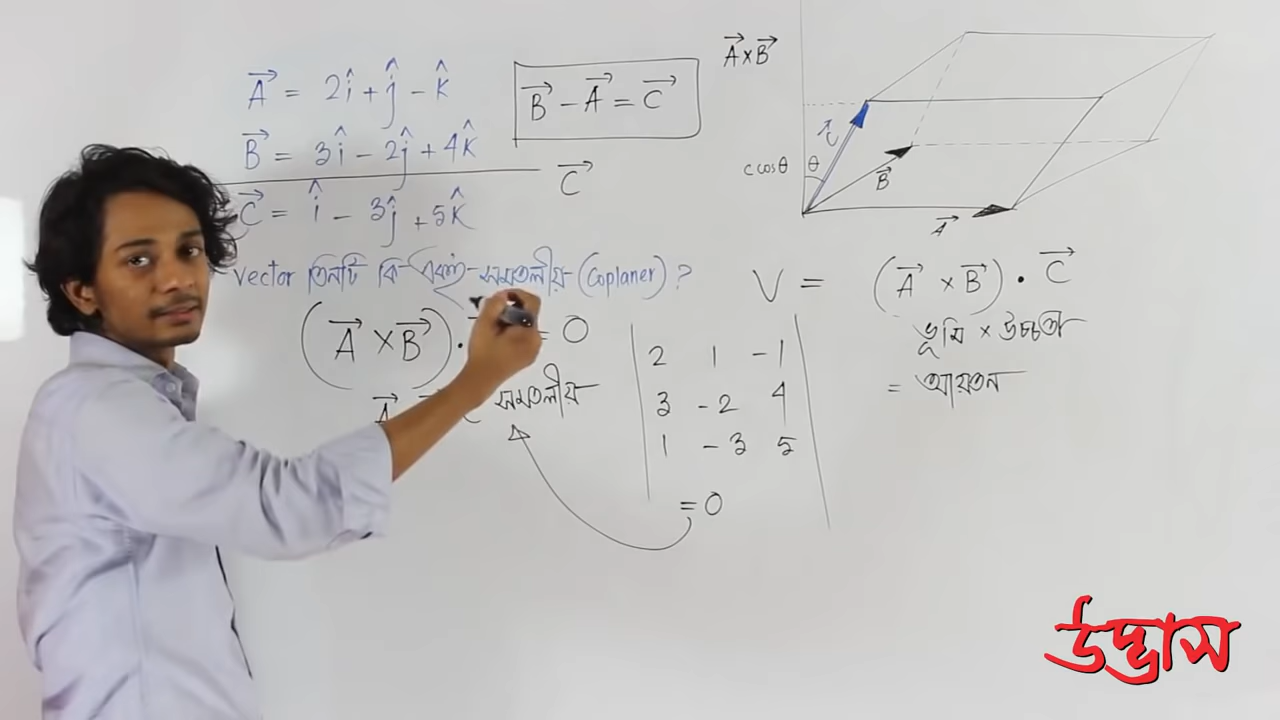 A⃗ = 2î + ĵ - k̂
B⃗ = 3î - 2ĵ + 4k̂
C⃗ = î - 3ĵ + 5k̂
B⃗ - A⃗ = C⃗
C⃗
Vector তিনটি কি একই সমতলীয় (Coplaner) ?
(A⃗ × B⃗) · = 0
A⃗ সমতলীয়
2 1 -1
3 -2 4
1 -3 5
= 0
A⃗×B⃗
c cosθ
θ
B⃗
A⃗
V = (A⃗ × B⃗) · C⃗
ভূমি × উচ্চতা
= আয়তন
উদ্ভাস